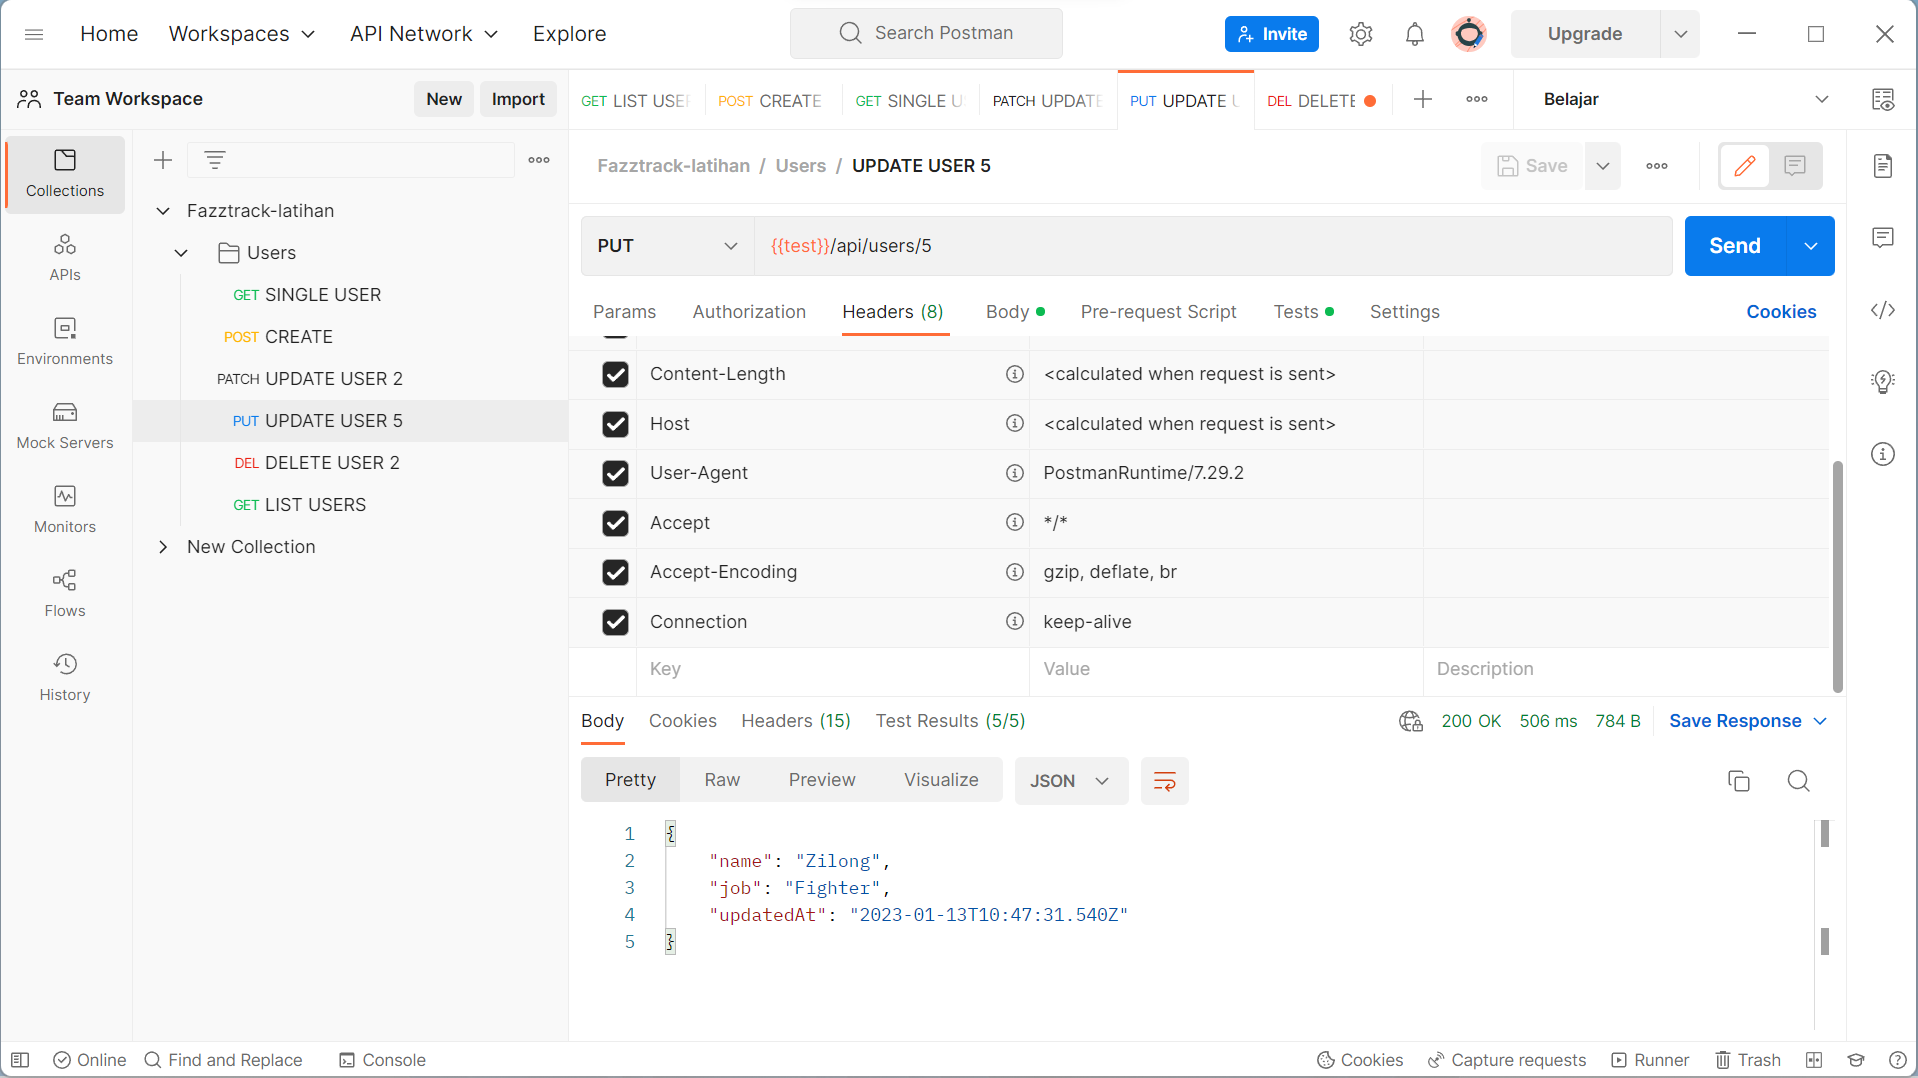 Home Workspaces API Network Explore Search Postman Invite Upgrade
Team Workspace New Import
GET LIST USER POST CREATE GET SINGLE U PATCH UPDATE PUT UPDATE DEL DELETE Belajar
Collections
APIs
Environments
Mock Servers
Monitors
Flows
History
Fazztrack-latihan
Users
GET SINGLE USER
POST CREATE
PATCH UPDATE USER 2
PUT UPDATE USER 5
DEL DELETE USER 2
GET LIST USERS
New Collection
Fazztrack-latihan / Users / UPDATE USER 5 Save
PUT {{test}}/api/users/5 Send
Params Authorization Headers (8) Body Pre-request Script Tests Settings Cookies
Content-Length <calculated when request is sent>
Host <calculated when request is sent>
User-Agent PostmanRuntime/7.29.2
Accept */*
Accept-Encoding gzip, deflate, br
Connection keep-alive
Key Value Description
Body Cookies Headers (15) Test Results (5/5) 200 OK 506 ms 784 B Save Response
Pretty Raw Preview Visualize JSON
1 {
2 "name": "Zilong",
3 "job": "Fighter",
4 "updatedAt": "2023-01-13T10:47:31.540Z"
5 }
Online Find and Replace Console Cookies Capture requests Runner Trash